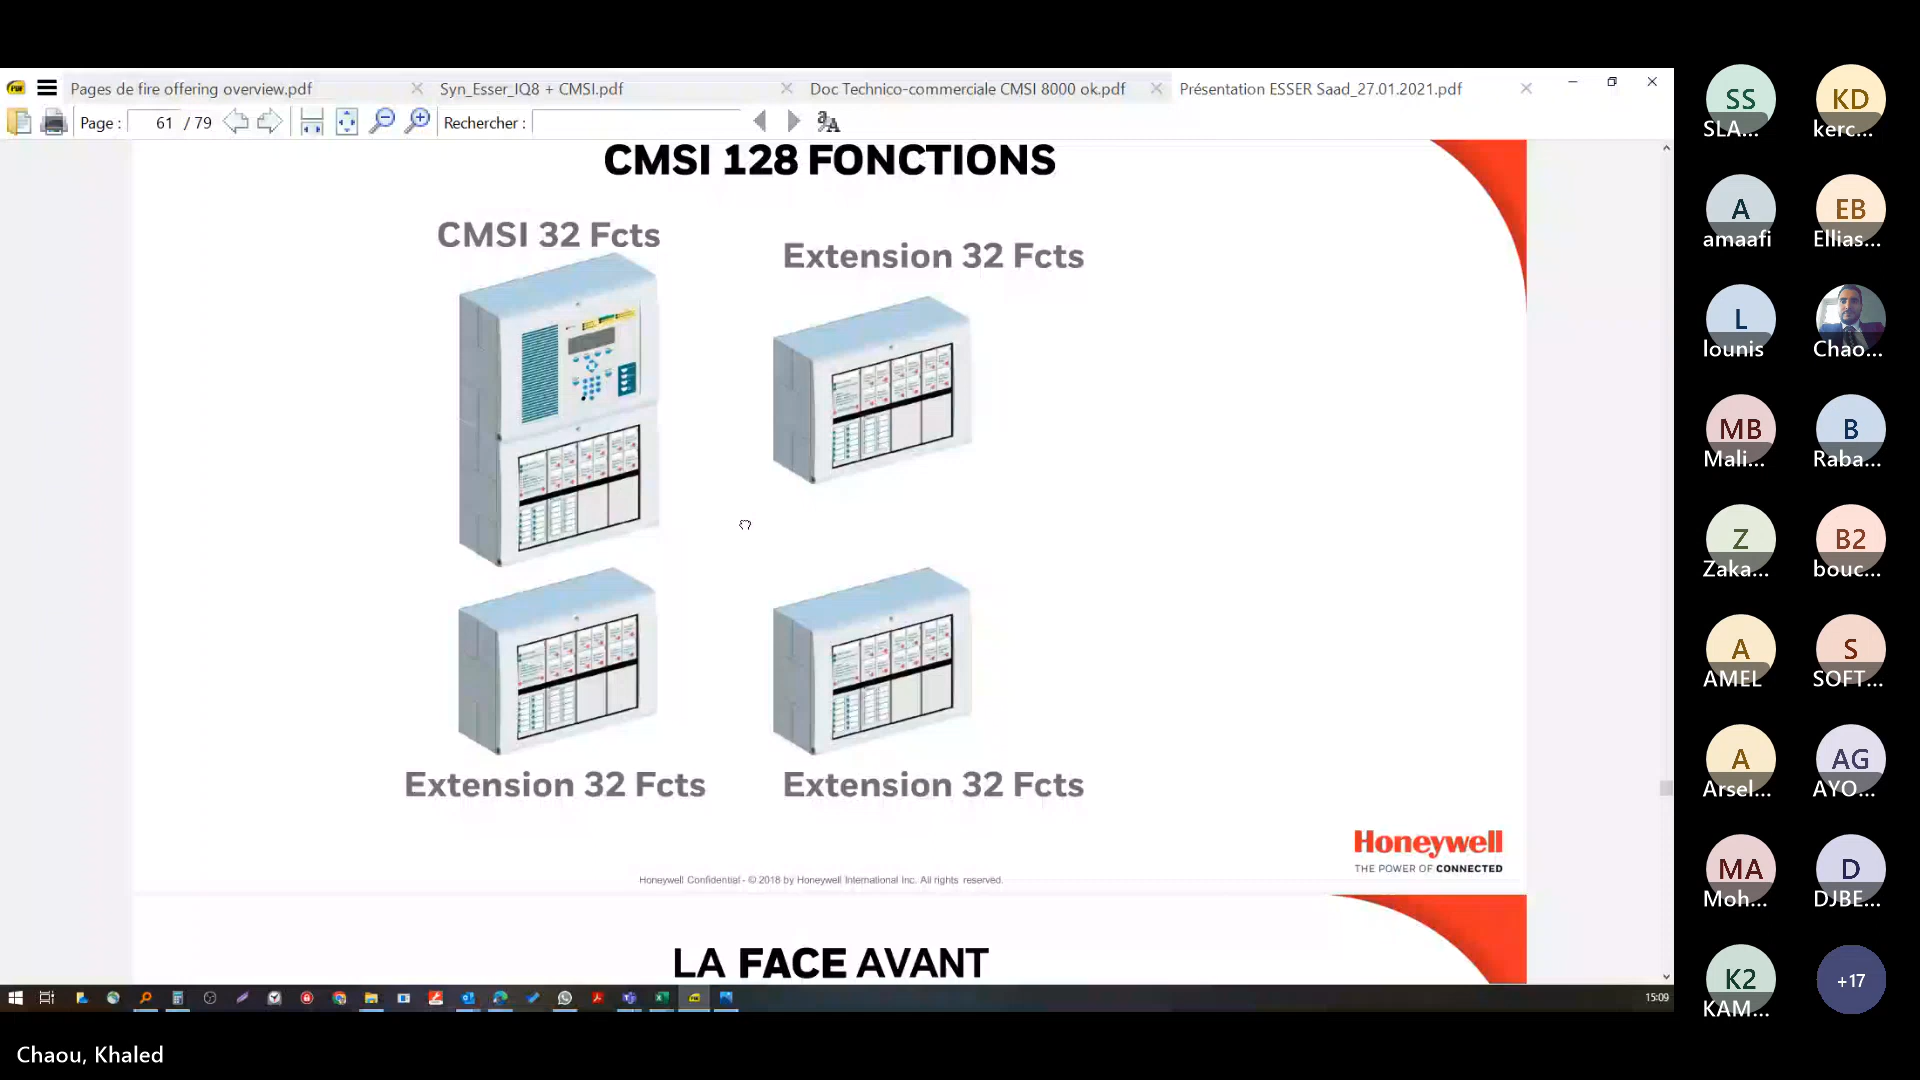 Pages de fire offering overview.pdf
Syn_Esser_IQ8 + CMSI.pdf
Doc Technico-commerciale CMSI 8000 ok.pdf
Présentation ESSER Saad_27.01.2021.pdf
Page : 61 / 79
Rechercher :
CMSI 128 FONCTIONS
CMSI 32 Fcts
Extension 32 Fcts
Extension 32 Fcts
Extension 32 Fcts
Honeywell
THE POWER OF CONNECTED
Honeywell Confidential - © 2018 by Honeywell International Inc. All rights reserved.
LA FACE AVANT
15:09
Chaou, Khaled
SS
SLA...
KD
kerc...
A
amaafi
EB
Ellias...
L
lounis
Chao...
MB
Mali...
B
Raba...
Z
Zaka...
B2
bouc...
A
AMEL
S
SOFT...
A
Arsel...
AG
AYO...
MA
Moh...
D
DJBE...
K2
KAM...
+17